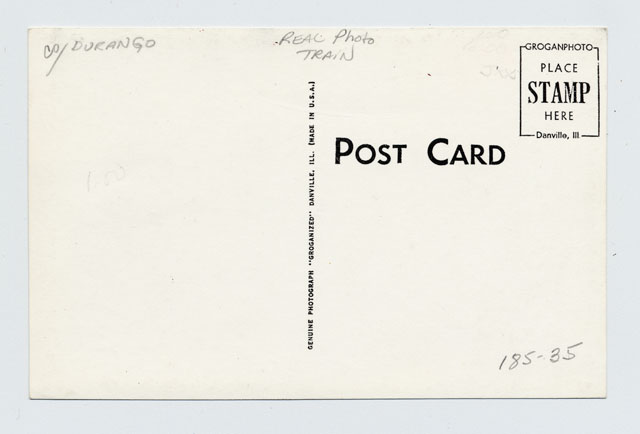 CO/DURANGO
REAL Photo
TRAIN
GROGANPHOTO
PLACE
STAMP
HERE
Danville, Ill
POST CARD
GENUINE PHOTOGRAPH "GROGANIZED" DANVILLE, ILL. [MADE IN U.S.A.]
1.00
185-35